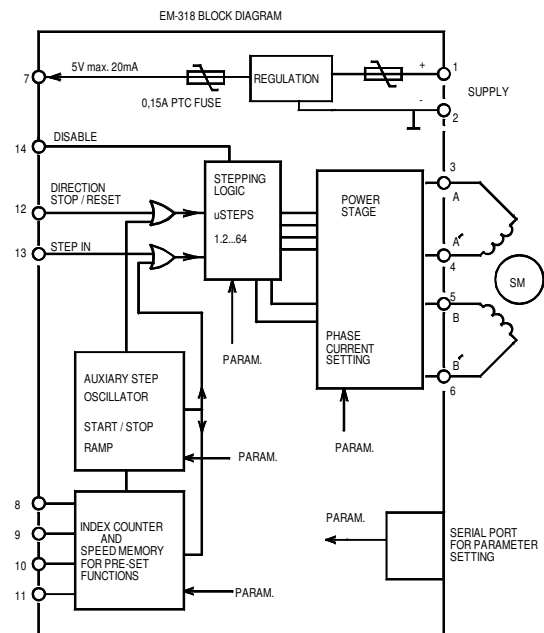 EM-318 BLOCK DIAGRAM
7
5V max. 20mA
0,15A PTC FUSE
REGULATION
+
1
SUPPLY
-
2
14
DISABLE
12
DIRECTION
STOP / RESET
13
STEP IN
STEPPING
LOGIC
uSTEPS
1.2...64
POWER
STAGE
PHASE
CURRENT
SETTING
3
A
A'
4
SM
5
B
B'
6
PARAM.
PARAM.
AUXIARY STEP
OSCILLATOR
START / STOP
RAMP
PARAM.
8
9
10
11
INDEX COUNTER
AND
SPEED MEMORY
FOR PRE-SET
FUNCTIONS
PARAM.
PARAM.
SERIAL PORT
FOR PARAMETER
SETTING